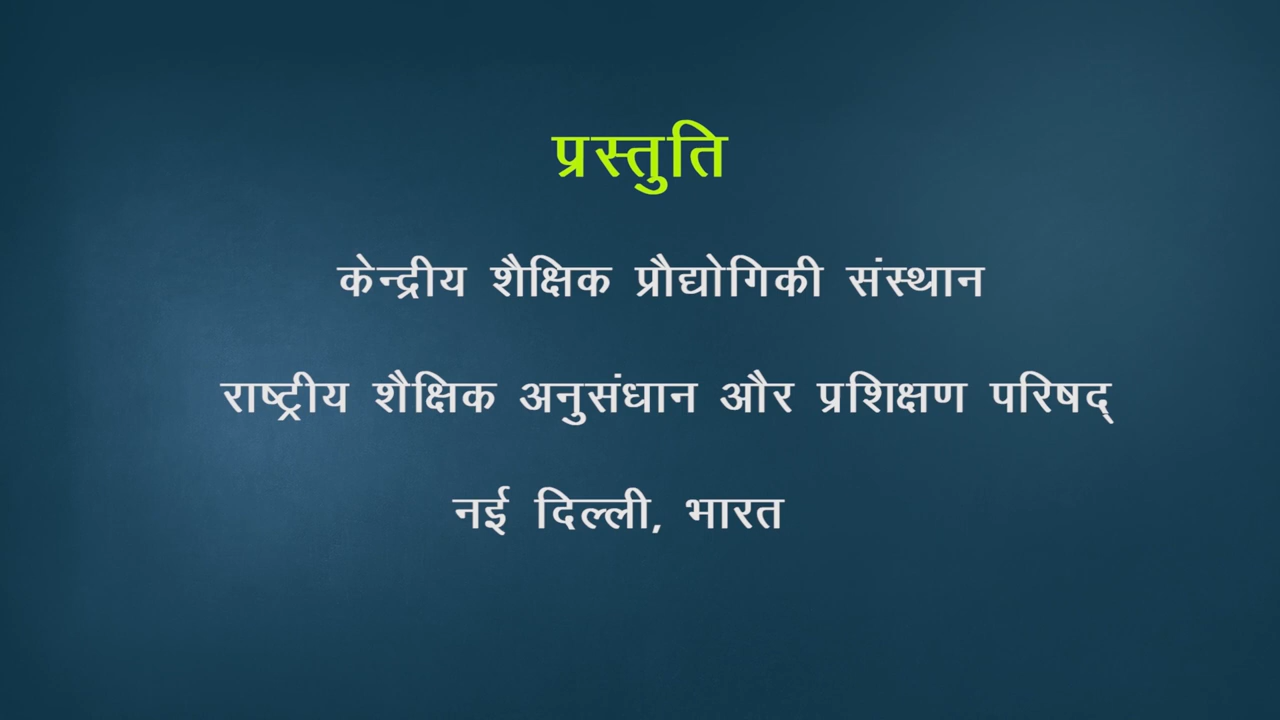 प्रस्तुति
केन्द्रीय शैक्षिक प्रौद्योगिकी संस्थान
राष्ट्रीय शैक्षिक अनुसंधान और प्रशिक्षण परिषद्
नई दिल्ली, भारत